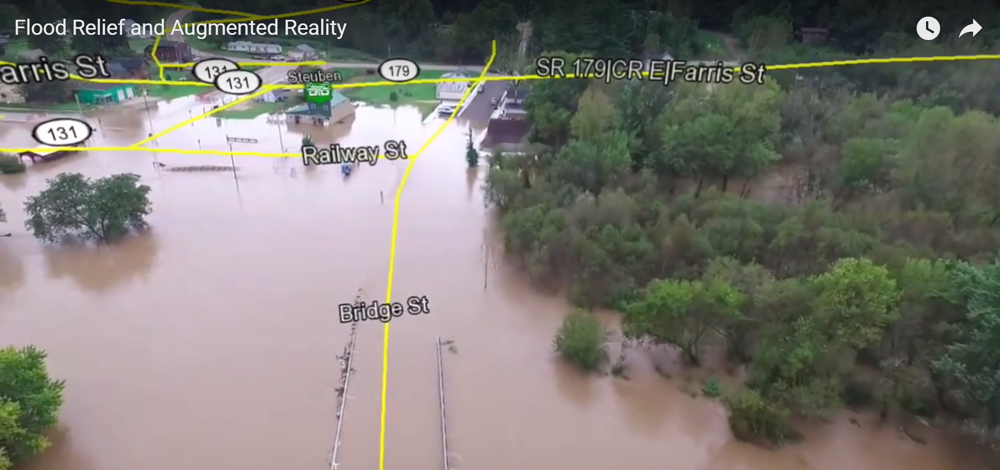 Flood Relief and Augmented Reality
arris St
131
131
Steuben
179
SR 179|CR E|Farris St
131
Railway St
Bridge St